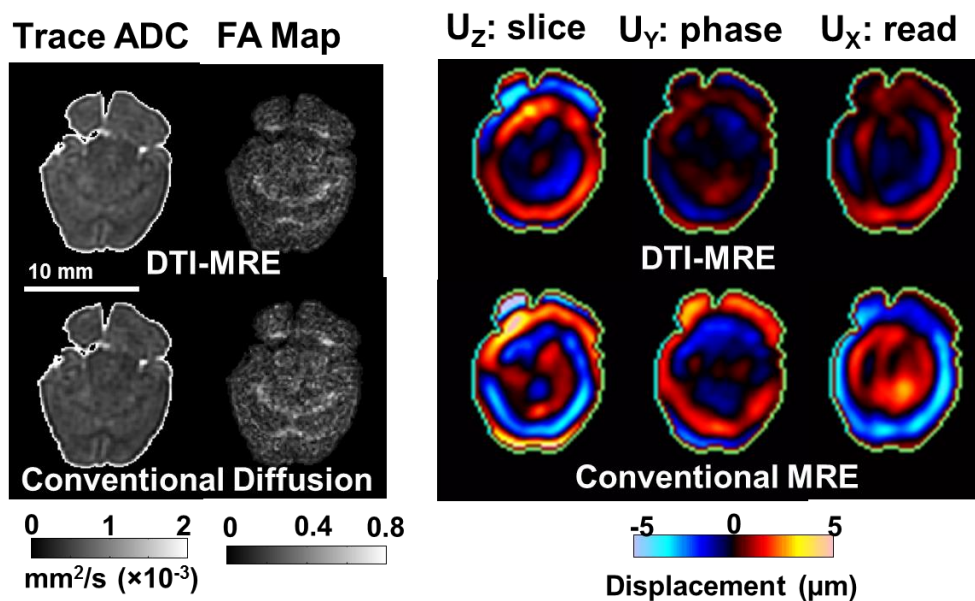 Trace ADC FA Map
U_Z: slice U_Y: phase U_X: read
DTI-MRE
10 mm
DTI-MRE
Conventional Diffusion
Conventional MRE
0 1 2
mm²/s (×10⁻³)
0 0.4 0.8
-5 0 5
Displacement (μm)